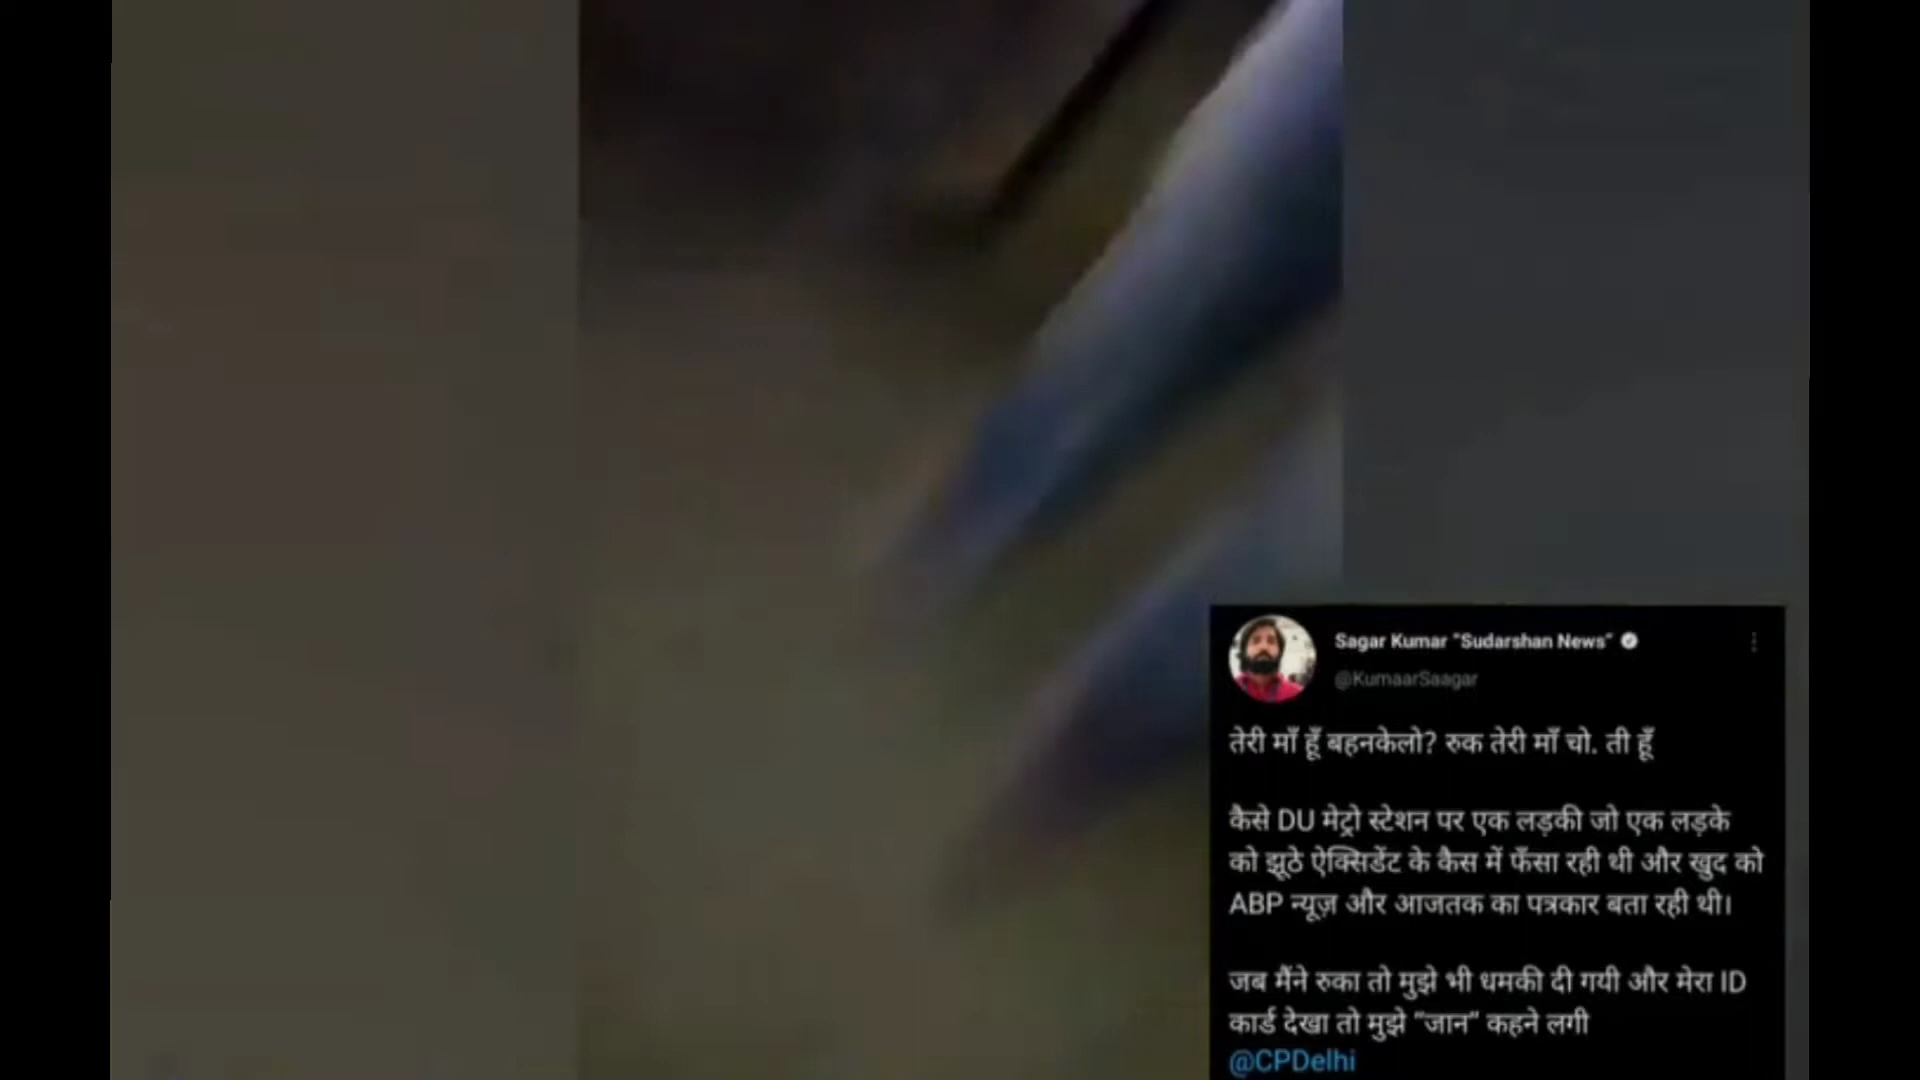 Sagar Kumar "Sudarshan News"
@KumaarSaagar
तेरी माँ हूँ बहनकेलो? रुक तेरी माँ चो. ती हूँ
कैसे DU मेट्रो स्टेशन पर एक लड़की जो एक लड़के
को झूठे ऐक्सिडेंट के कैस में फँसा रही थी और खुद को
ABP न्यूज़ और आजतक का पत्रकार बता रही थी।
जब मैंने रुका तो मुझे भी धमकी दी गयी और मेरा ID
कार्ड देखा तो मुझे "जान" कहने लगी
@CPDelhi